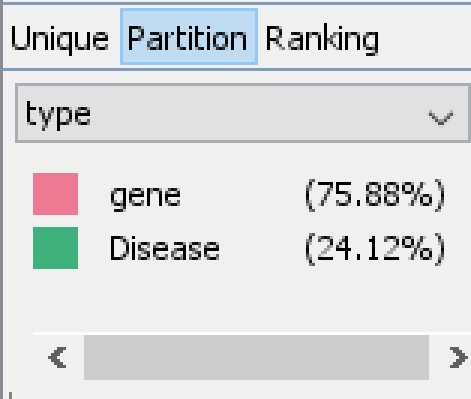 Unique Partition Ranking
type
gene (75.88%)
Disease (24.12%)